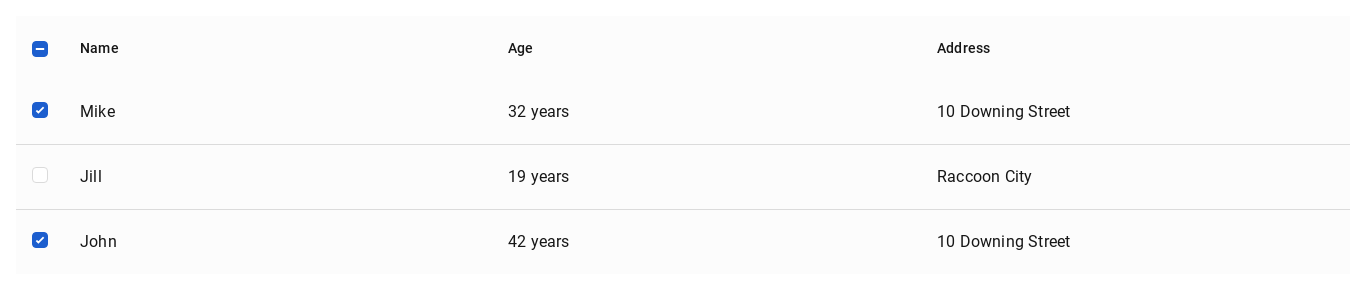 Name Age Address
Mike 32 years 10 Downing Street
Jill 19 years Raccoon City
John 42 years 10 Downing Street